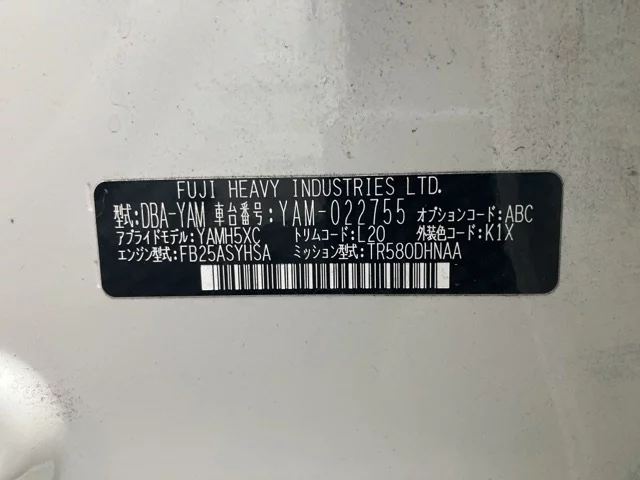 FUJI HEAVY INDUSTRIES LTD.
型式:DBA-YAM 車台番号:YAM-022755 オプションコード:ABC
アプライドモデル:YAMH5XC トリムコード:L20 外装色コード:K1X
エンジン型式:FB25ASYHSA ミッション型式:TR580DHNAA